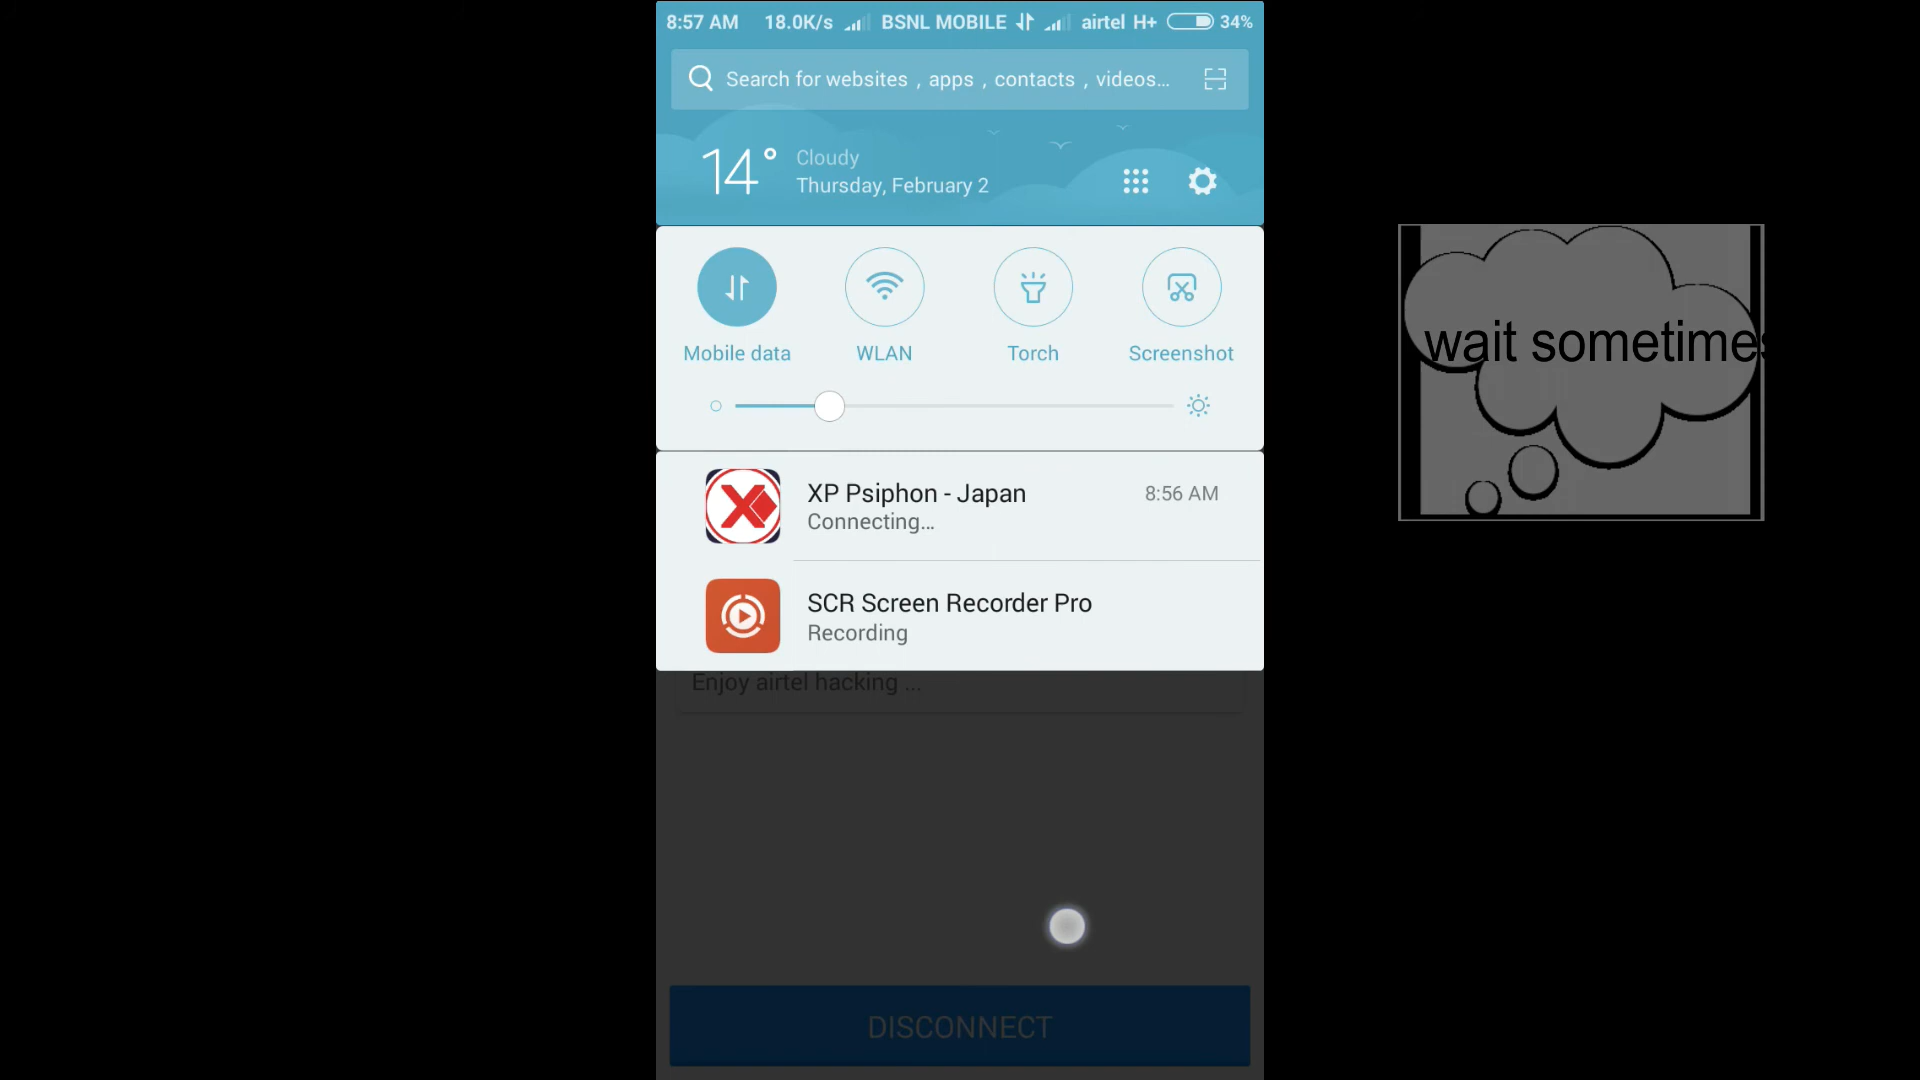 8:57 AM 18.0K/s BSNL MOBILE airtel H+ 34%
Search for websites , apps , contacts , videos...
14° Cloudy
Thursday, February 2
Mobile data WLAN Torch Screenshot
XP Psiphon - Japan 8:56 AM
Connecting...
SCR Screen Recorder Pro
Recording
Enjoy airtel hacking ...
DISCONNECT
wait sometimes